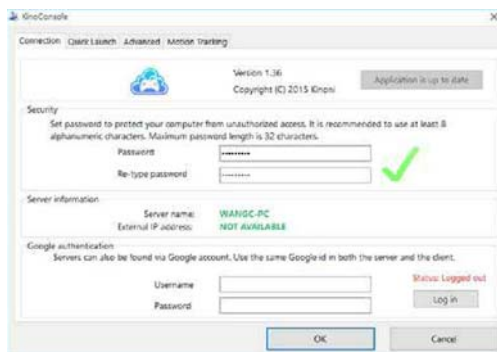 KinoConsole
Connection Quick Launch Advanced Motion Tracking
Version 1.36
Copyright (C) 2015 Kinoni
Application is up to date
Security
Set password to protect your computer from unauthorized access. It is recommended to use at least 8
alphanumeric characters. Maximum password length is 32 characters.
Password
Re-type password
Server information
Server name: WANGC-PC
External IP address: NOT AVAILABLE
Google authentication
Servers can also be found via Google account. Use the same Google id in both the server and the client.
Username
Status: Logged out
Password
Log in
OK Cancel